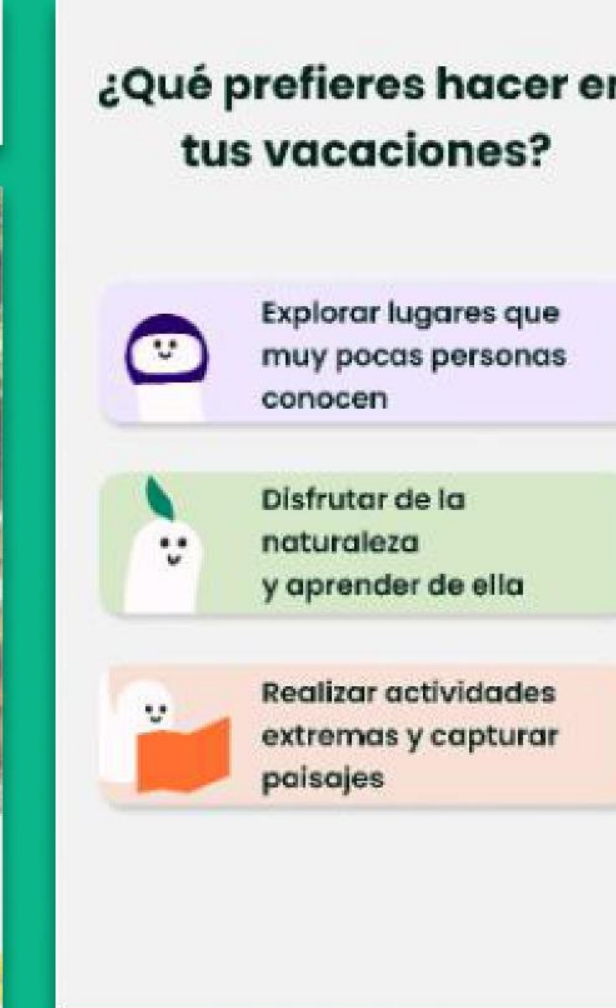 ¿Qué prefieres hacer en
tus vacaciones?
Explorar lugares que
muy pocas personas
conocen
Disfrutar de la
naturaleza
y aprender de ella
Realizar actividades
extremas y capturar
paisajes